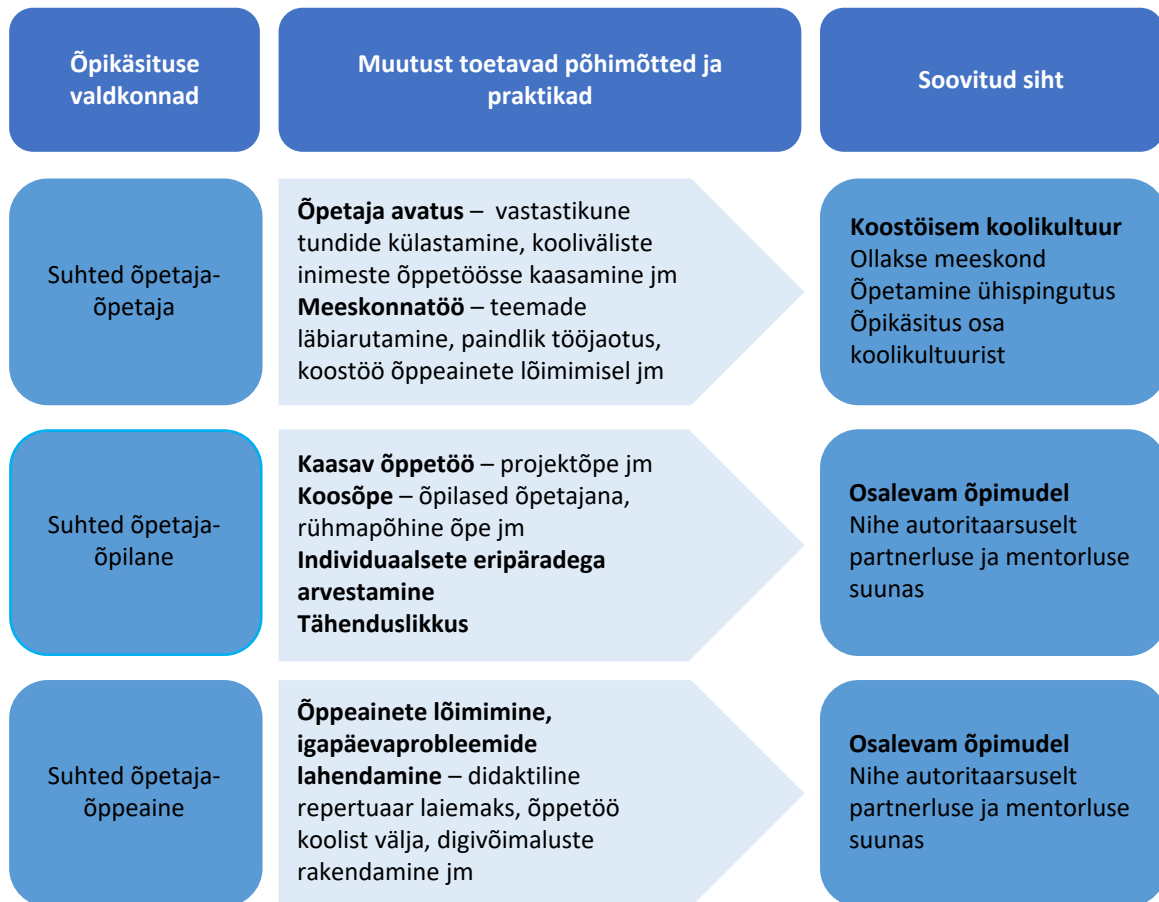 Õpikäsituse
valdkonnad
Muutust toetavad põhimõtted ja
praktikad
Soovitud siht
Suhted õpetaja-
õpetaja
Õpetaja avatus – vastastikune
tundide külastamine, kooliväliste
inimeste õppetöösse kaasamine jm
Meeskonnatöö – teemade
läbiarutamine, paindlik tööjaotus,
koostöö õppeainete lõimimisel jm
Koostöisem koolikultuur
Ollakse meeskond
Õpetamine ühispingutus
Õpikäsitus osa
koolikultuurist
Suhted õpetaja-
õpilane
Kaasav õppetöö – projektõpe jm
Koosõpe – õpilased õpetajana,
rühmapõhine õpe jm
Individuaalsete eripäradega
arvestamine
Tähenduslikkus
Osalevam õpimudel
Nihe autoritaarsuselt
partnerluse ja mentorluse
suunas
Suhted õpetaja-
õppeaine
Õppeainete lõimimine,
igapäevaprobleemide
lahendamine – didaktiline
repertuaar laiemaks, õppetöö
koolist välja, digivõimaluste
rakendamine jm
Osalevam õpimudel
Nihe autoritaarsuselt
partnerluse ja mentorluse
suunas